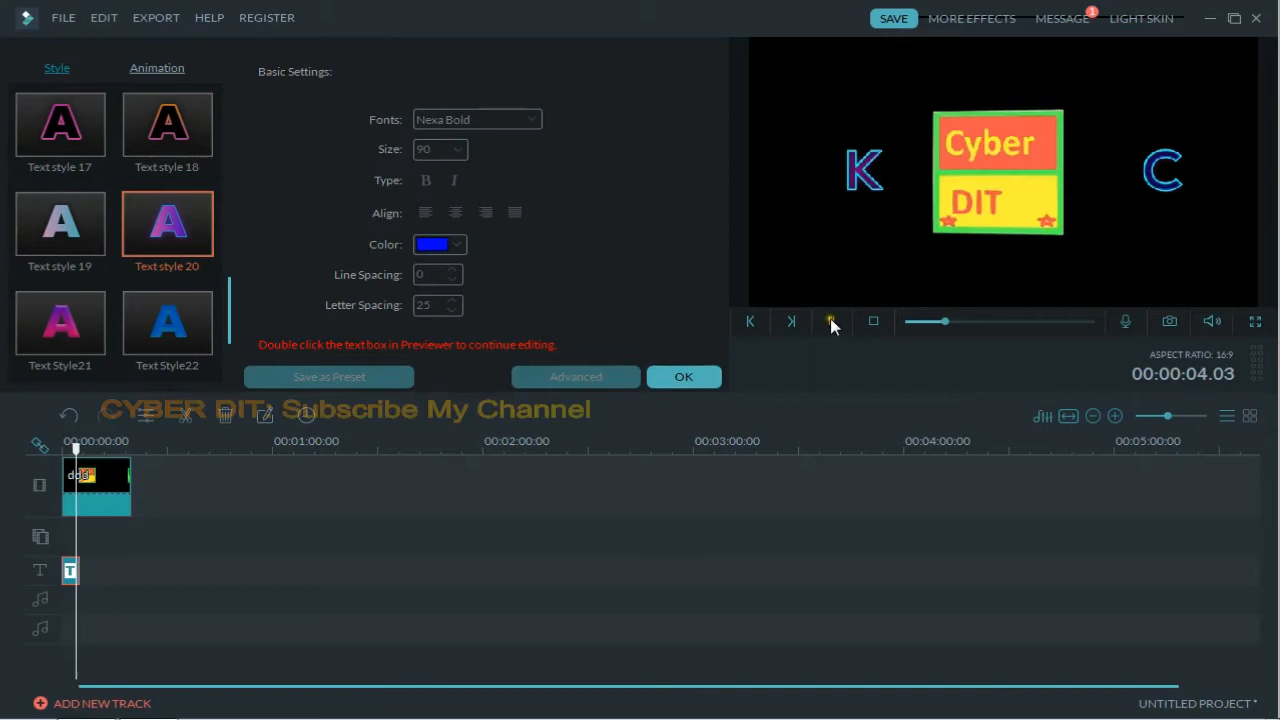 FILE EDIT EXPORT HELP REGISTER
SAVE MORE EFFECTS MESSAGE 1 LIGHT SKIN
Style Animation
Text style 17 Text style 18
Text style 19 Text style 20
Text Style21 Text Style22
Basic Settings:
Fonts: Nexa Bold
Size: 90
Type: B I
Align:
Color:
Line Spacing: 0
Letter Spacing: 25
Double click the text box in Previewer to continue editing.
Save as Preset Advanced OK
K Cyber C
DIT
ASPECT RATIO: 16:9
00:00:04.03
CYBER DIT: Subscribe My Channel
00:00:00:00 00:01:00:00 00:02:00:00 00:03:00:00 00:04:00:00 00:05:00:00
ddd
T
T
ADD NEW TRACK UNTITLED PROJECT *